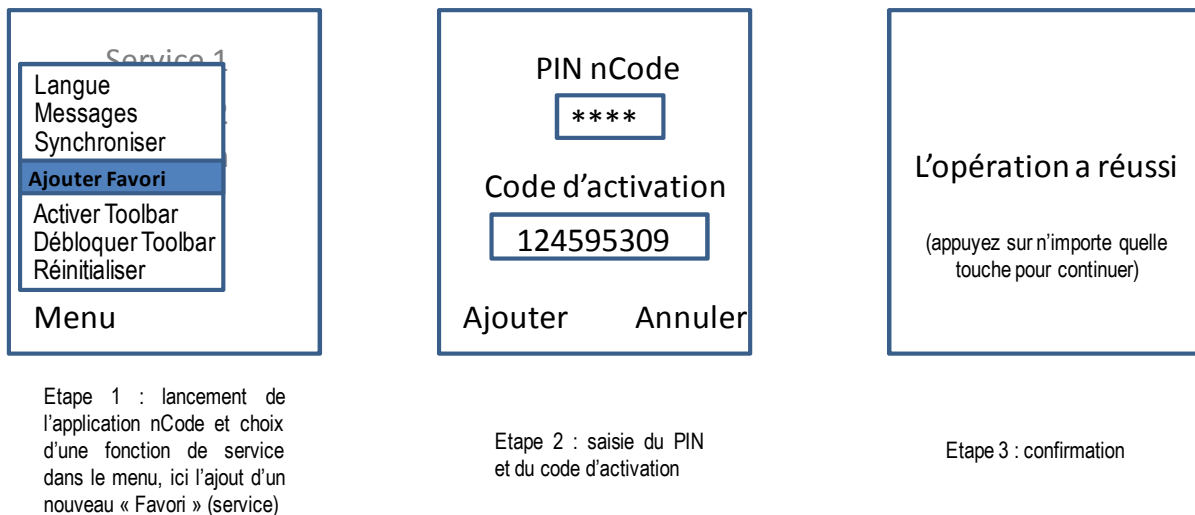 Service 1
Langue
Messages
Synchroniser
Ajouter Favori
Activer Toolbar
Débloquer Toolbar
Réinitialiser
Menu
Etape 1 : lancement de
l'application nCode et choix
d'une fonction de service
dans le menu, ici l'ajout d'un
nouveau « Favori » (service)
PIN nCode
****
Code d'activation
124595309
Ajouter Annuler
Etape 2 : saisie du PIN
et du code d'activation
L'opération a réussi
(appuyez sur n'importe quelle
touche pour continuer)
Etape 3 : confirmation